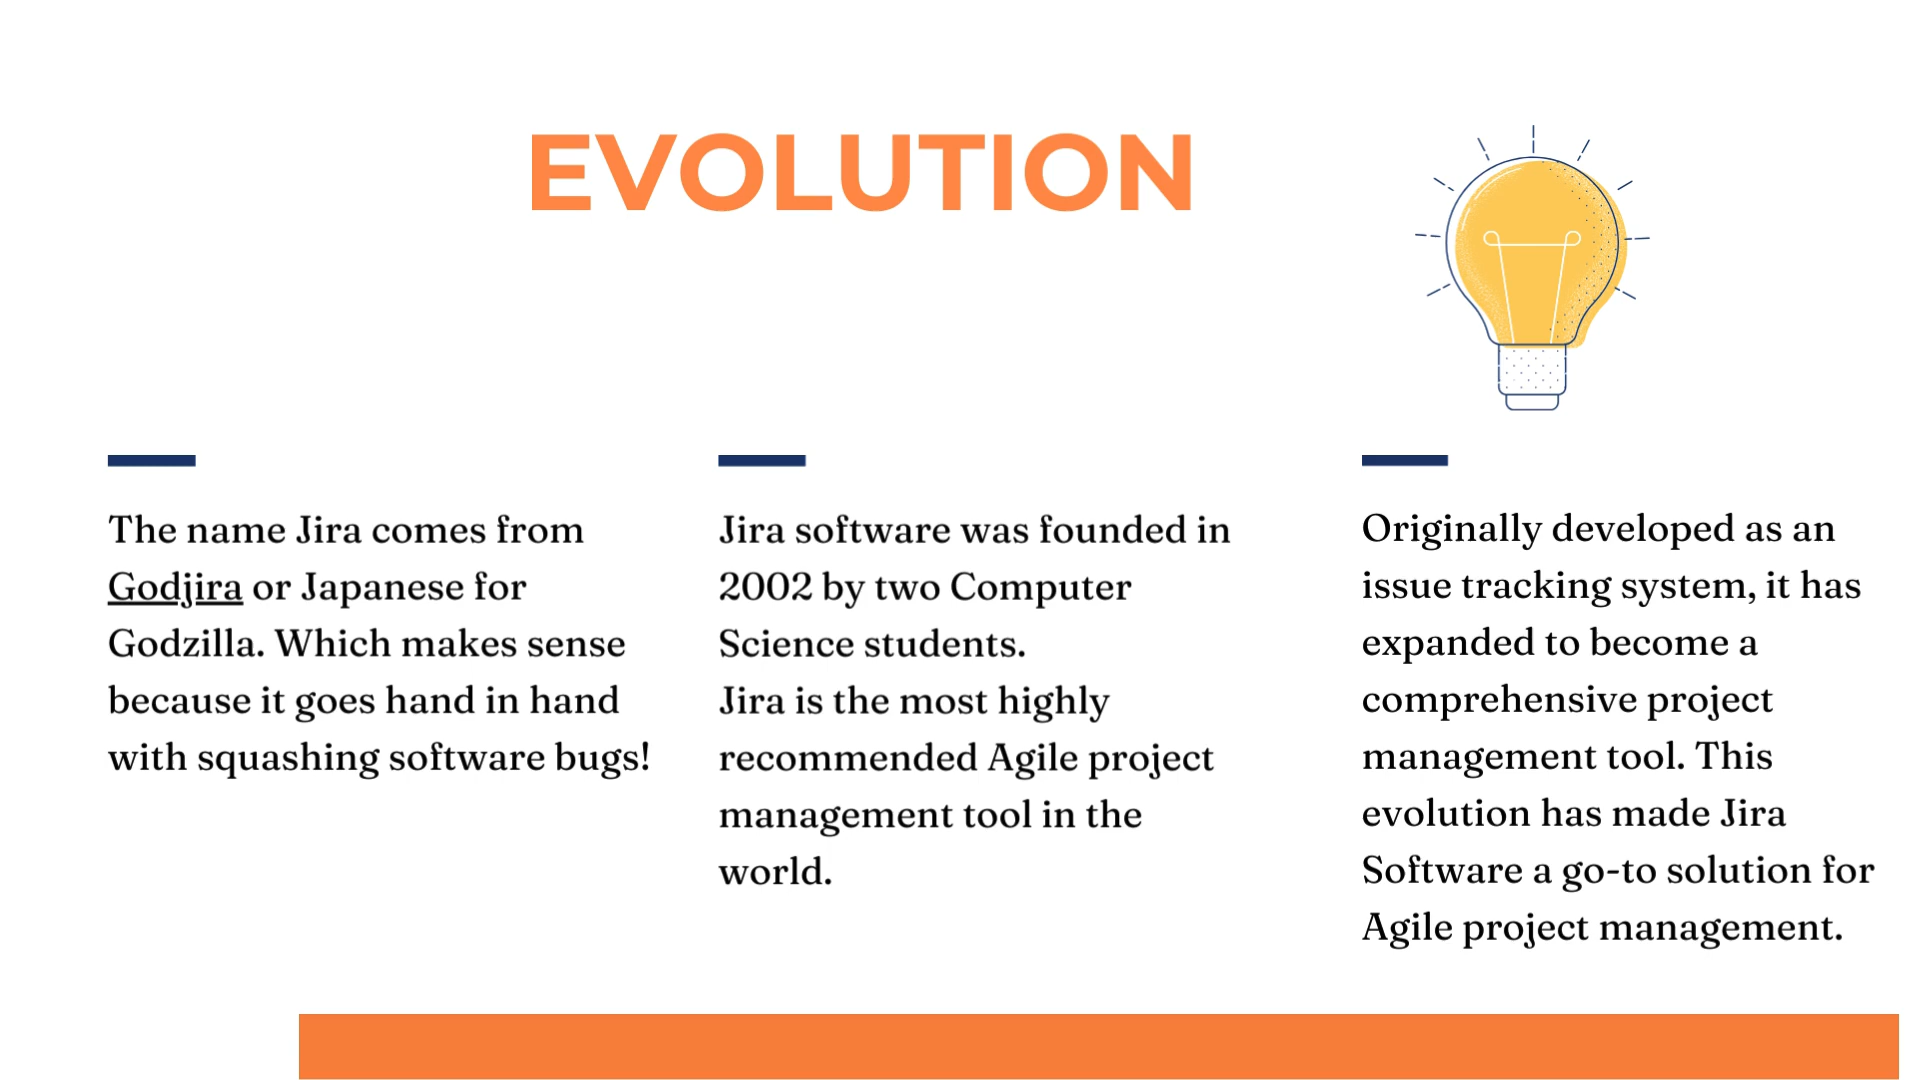 EVOLUTION
The name Jira comes from
Godjira or Japanese for
Godzilla. Which makes sense
because it goes hand in hand
with squashing software bugs!
Jira software was founded in
2002 by two Computer
Science students.
Jira is the most highly
recommended Agile project
management tool in the
world.
Originally developed as an
issue tracking system, it has
expanded to become a
comprehensive project
management tool. This
evolution has made Jira
Software a go-to solution for
Agile project management.